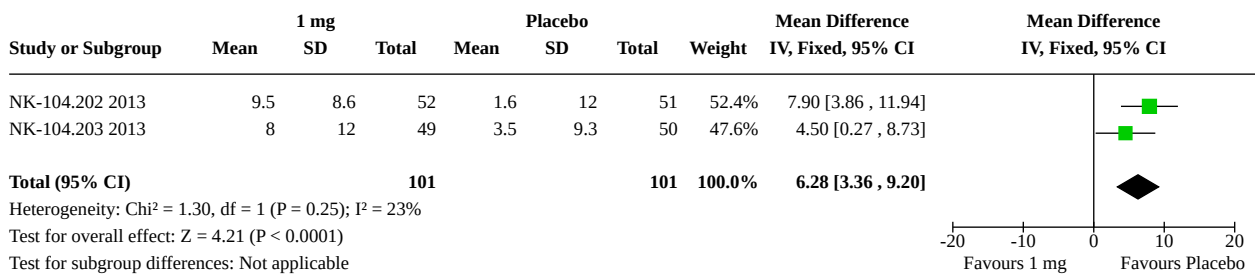 1 mg Placebo Mean Difference Mean Difference
Study or Subgroup Mean SD Total Mean SD Total Weight IV, Fixed, 95% CI IV, Fixed, 95% CI
NK-104.202 2013 9.5 8.6 52 1.6 12 51 52.4% 7.90 [3.86 , 11.94]
NK-104.203 2013 8 12 49 3.5 9.3 50 47.6% 4.50 [0.27 , 8.73]
Total (95% CI) 101 101 100.0% 6.28 [3.36 , 9.20]
Heterogeneity: Chi² = 1.30, df = 1 (P = 0.25); I² = 23%
Test for overall effect: Z = 4.21 (P < 0.0001)
-20 -10 0 10 20
Test for subgroup differences: Not applicable
Favours 1 mg Favours Placebo